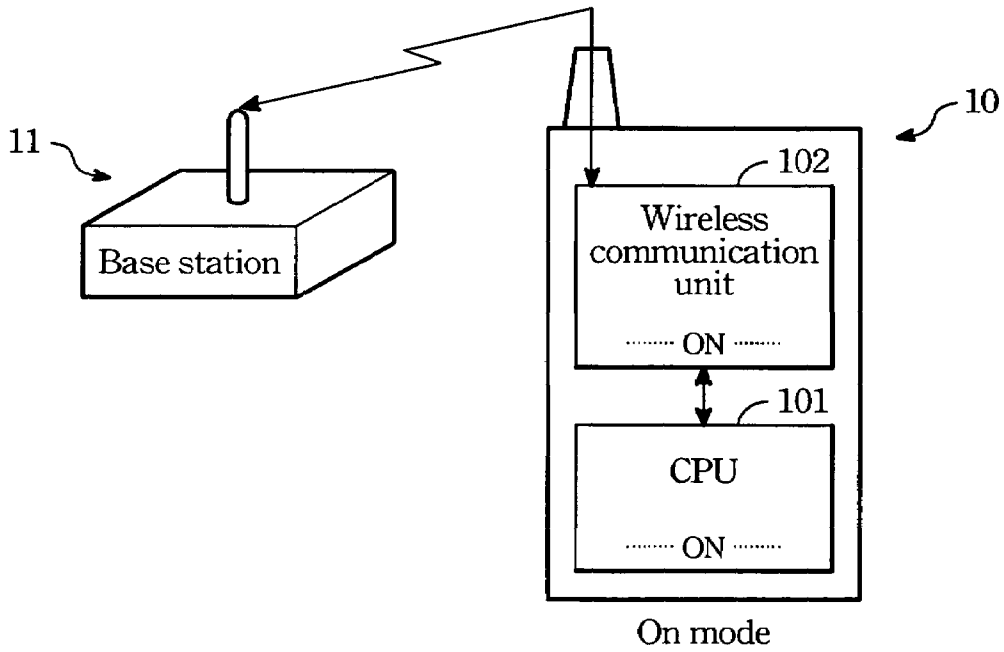 10
11
102
Base station
Wireless
communication
unit
ON
101
CPU
ON
On mode